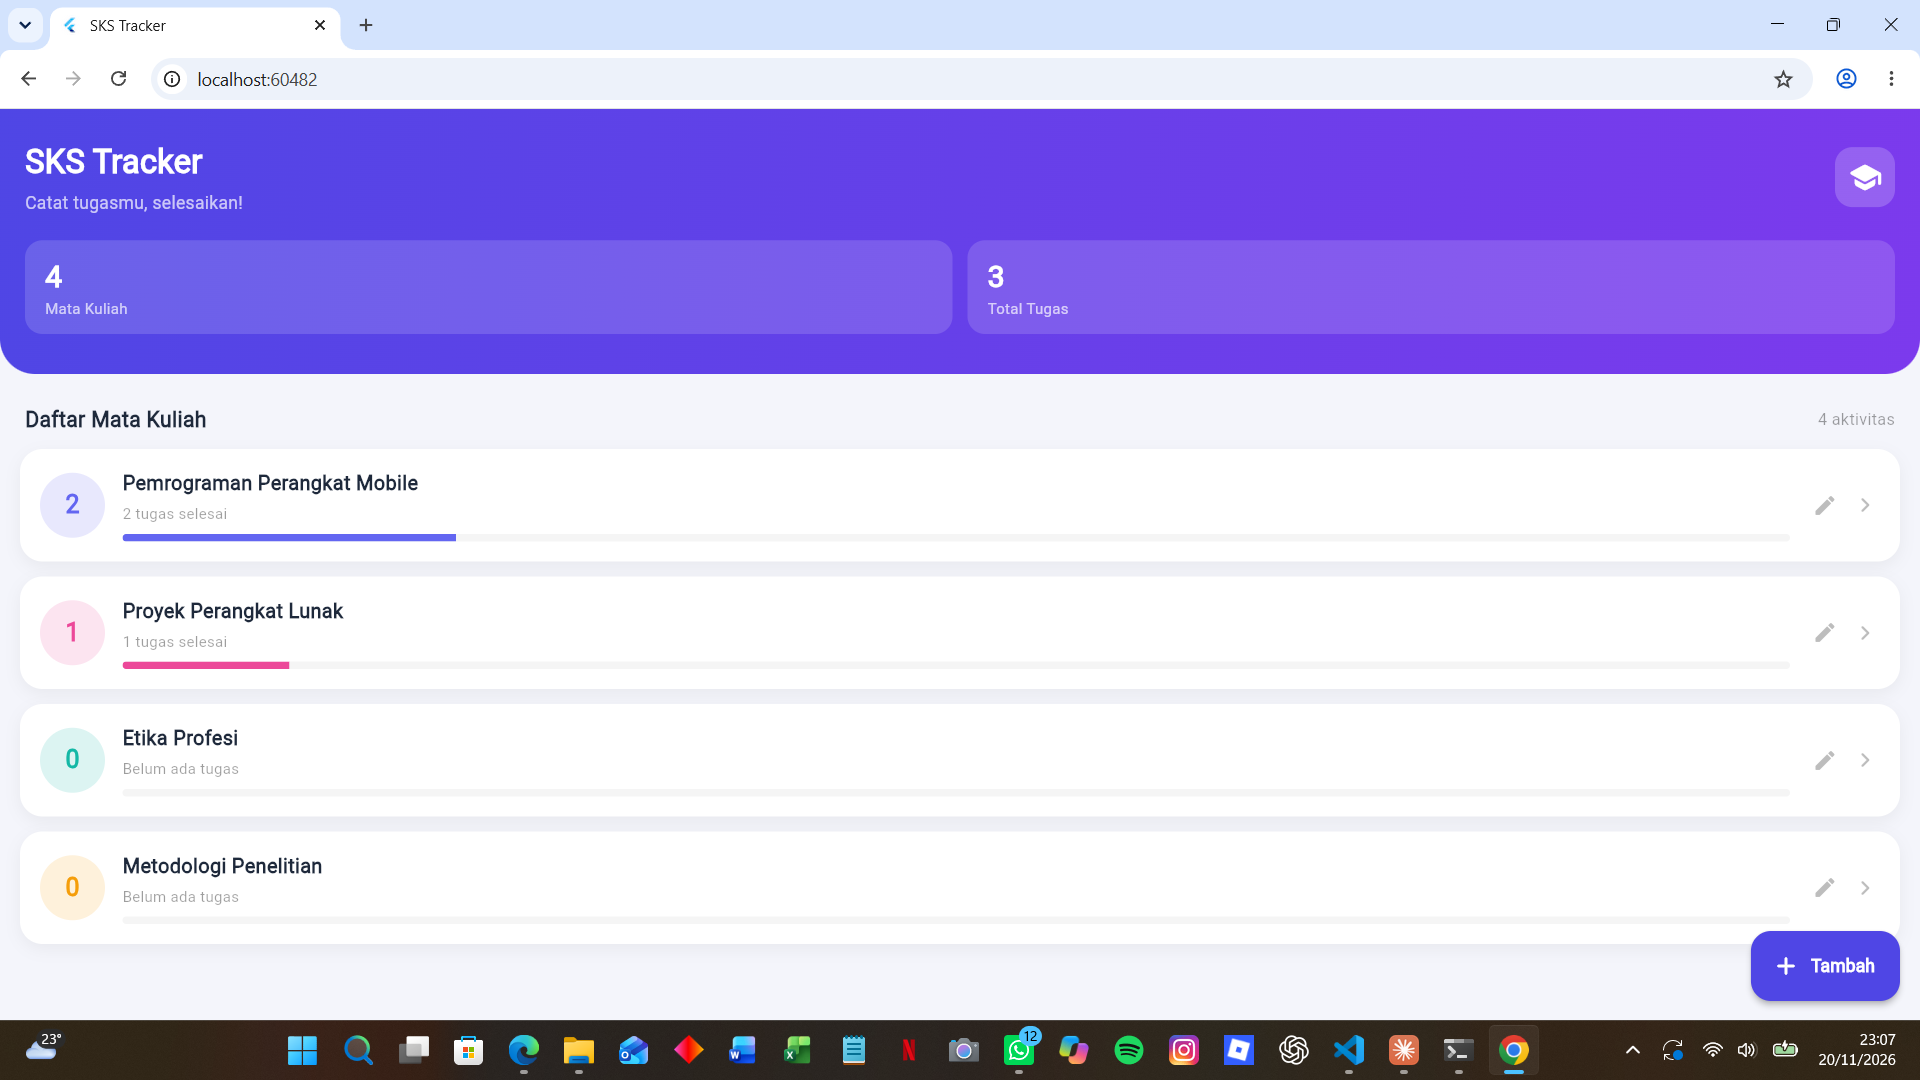 SKS Tracker
localhost:60482
SKS Tracker
Catat tugasmu, selesaikan!
4
Mata Kuliah
3
Total Tugas
Daftar Mata Kuliah
4 aktivitas
2
Pemrograman Perangkat Mobile
2 tugas selesai
1
Proyek Perangkat Lunak
1 tugas selesai
0
Etika Profesi
Belum ada tugas
0
Metodologi Penelitian
Belum ada tugas
Tambah
23°
12
23:07
20/11/2026